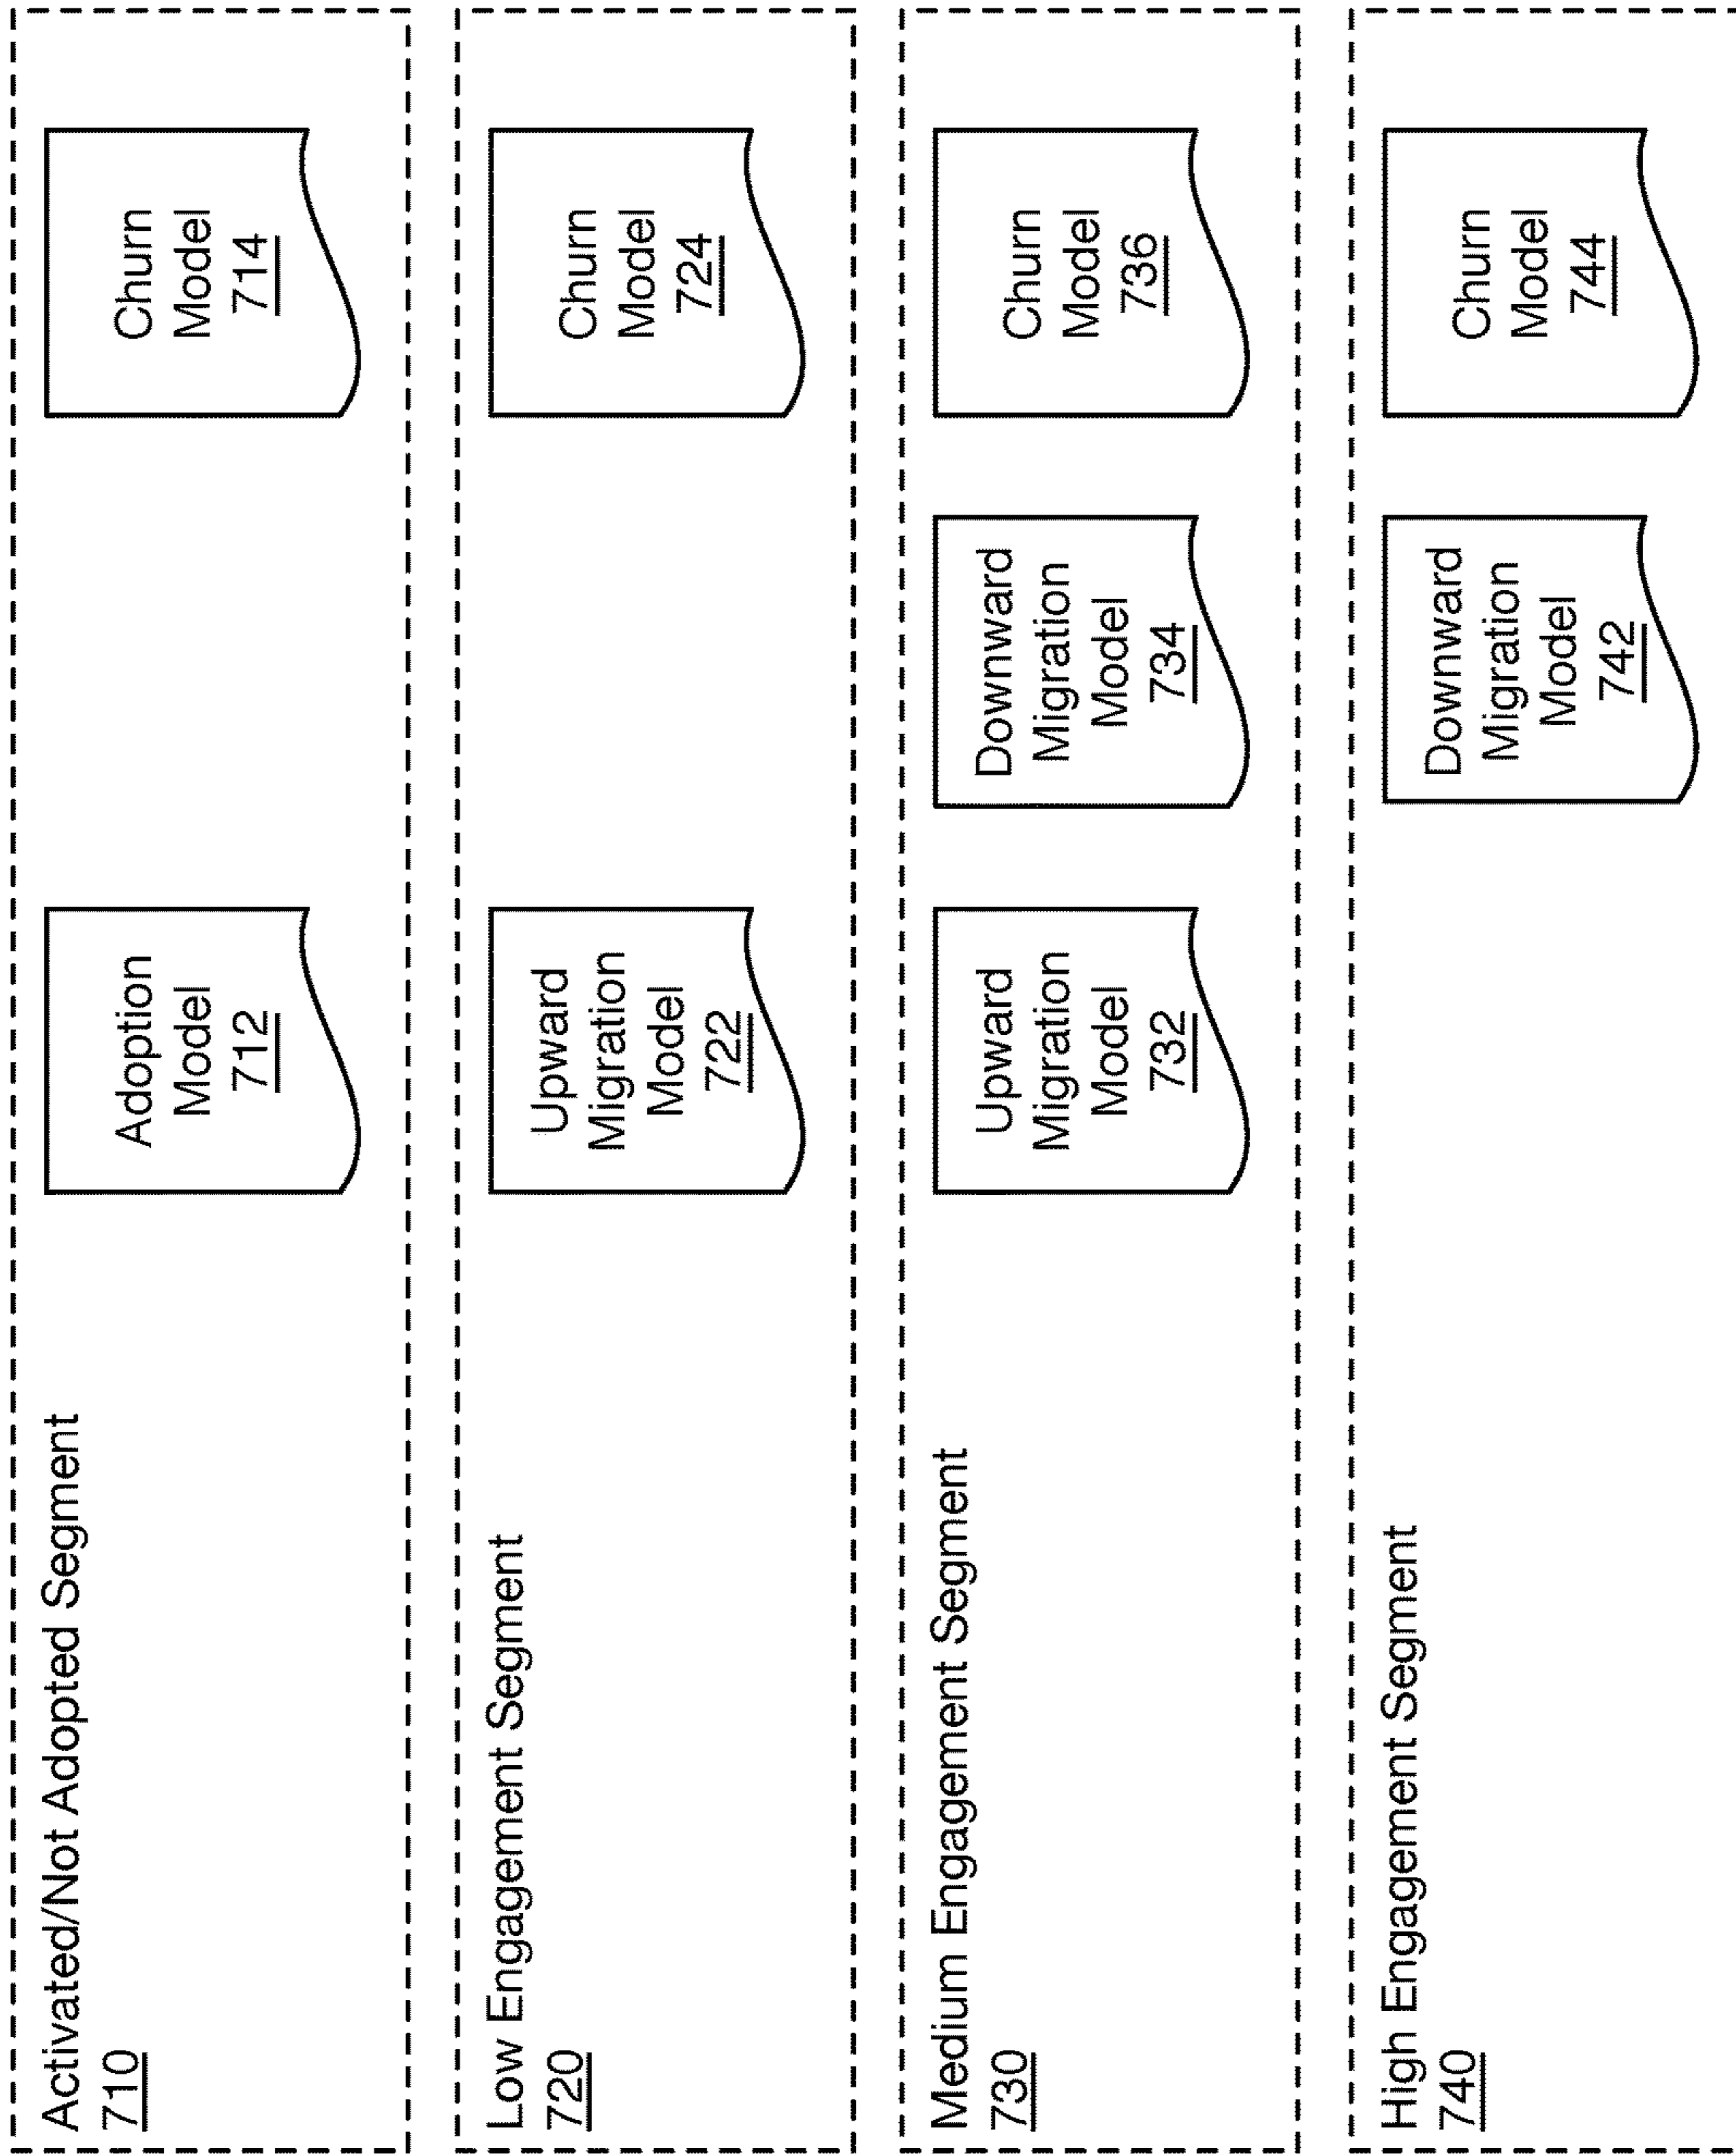 Activated/Not Adopted Segment
710
Adoption
Model
712
Churn
Model
714
Low Engagement Segment
720
Upward
Migration
Model
722
Churn
Model
724
Medium Engagement Segment
730
Upward
Migration
Model
732
Downward
Migration
Model
734
Churn
Model
736
High Engagement Segment
740
Downward
Migration
Model
742
Churn
Model
744